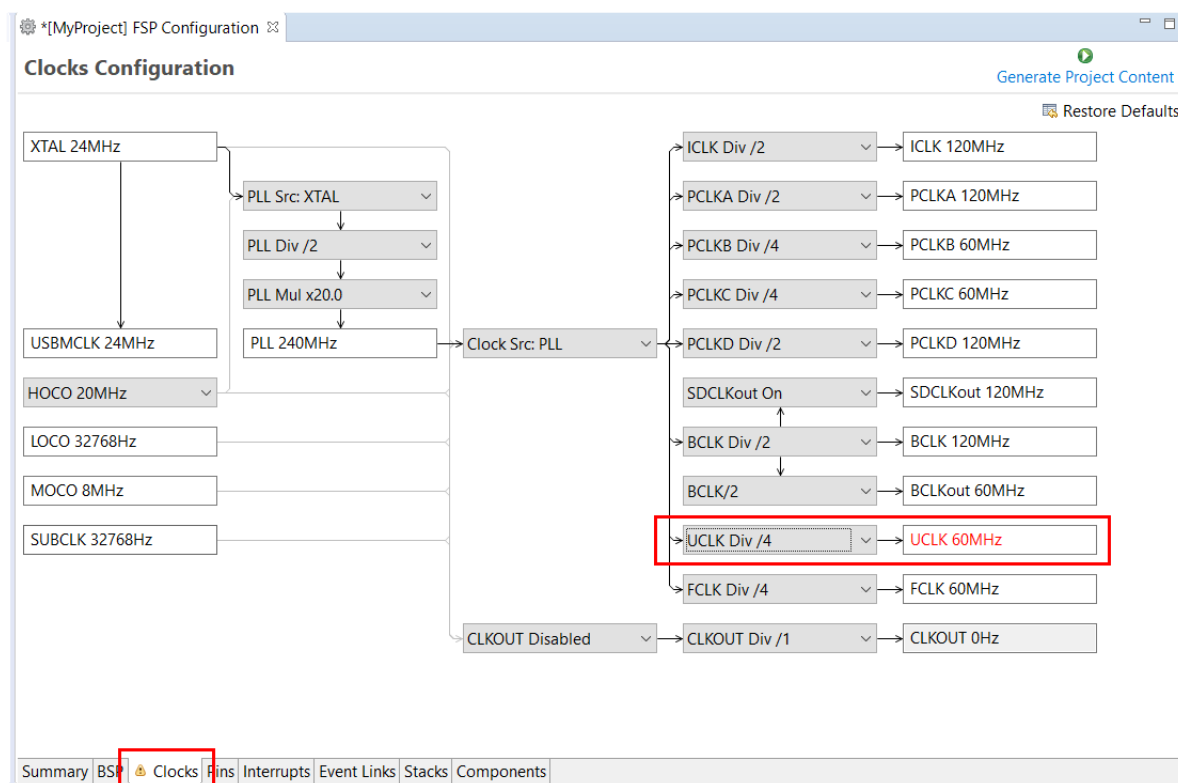 *[MyProject] FSP Configuration
Clocks Configuration
Generate Project Content
Restore Defaults
XTAL 24MHz
ICLK Div /2
ICLK 120MHz
PLL Src: XTAL
PCLKA Div /2
PCLKA 120MHz
PLL Div /2
PCLKB Div /4
PCLKB 60MHz
PLL Mul x20.0
PCLKC Div /4
PCLKC 60MHz
USBMCLK 24MHz
PLL 240MHz
Clock Src: PLL
PCLKD Div /2
PCLKD 120MHz
HOCO 20MHz
SDCLKout On
SDCLKout 120MHz
LOCO 32768Hz
BCLK Div /2
BCLK 120MHz
MOCO 8MHz
BCLK/2
BCLKout 60MHz
SUBCLK 32768Hz
UCLK Div /4
UCLK 60MHz
FCLK Div /4
FCLK 60MHz
CLKOUT Disabled
CLKOUT Div /1
CLKOUT 0Hz
Summary BSP Clocks Pins Interrupts Event Links Stacks Components